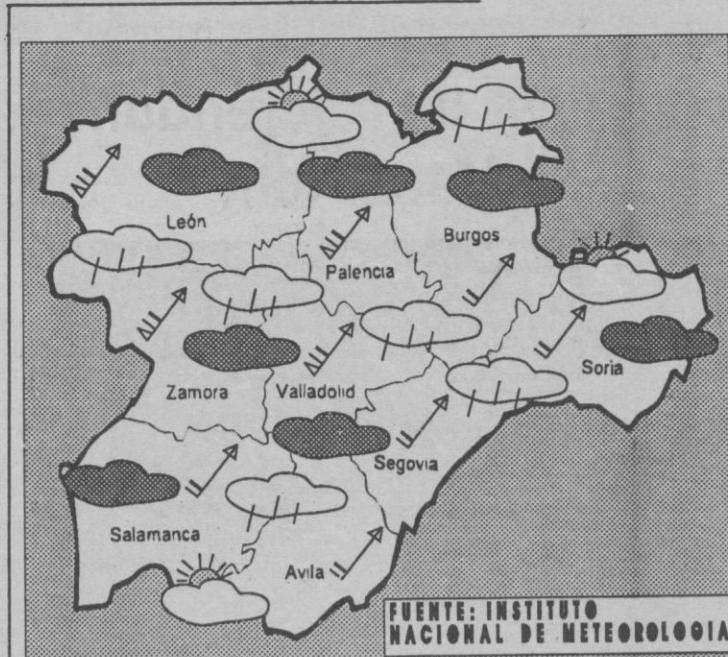 León
Burgos
Palencia
Soria
Zamora
Valladolid
Segovia
Salamanca
Avila
FUENTE: INSTITUTO
NACIONAL DE METEOROLOGIA